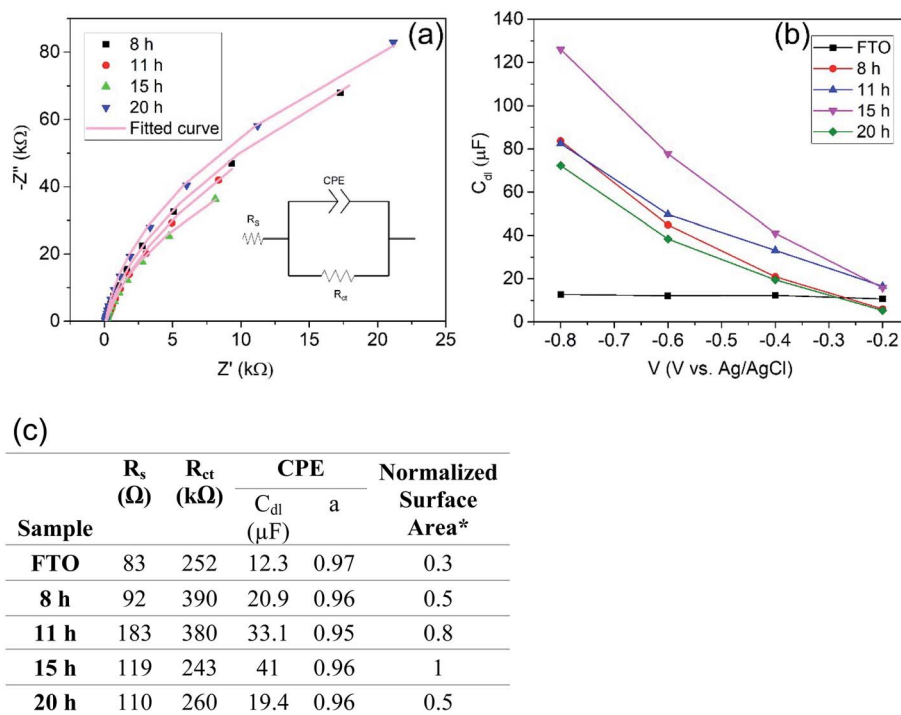 (a)
8 h
11 h
15 h
20 h
Fitted curve
-Z'' (kΩ)
80
60
40
20
0
0 5 10 15 20 25
Z' (kΩ)
CPE
Rs
Rct
(b)
FTO
8 h
11 h
15 h
20 h
Cdl (µF)
140
120
100
80
60
40
20
0
-0.8 -0.7 -0.6 -0.5 -0.4 -0.3 -0.2
V (V vs. Ag/AgCl)
(c)
Rs Rct CPE Normalized
(Ω) (kΩ) Surface
Sample Cdl a Area*
(µF)
FTO 83 252 12.3 0.97 0.3
8 h 92 390 20.9 0.96 0.5
11 h 183 380 33.1 0.95 0.8
15 h 119 243 41 0.96 1
20 h 110 260 19.4 0.96 0.5